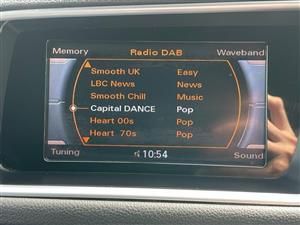 Memory Radio DAB Waveband
Smooth UK Easy
LBC News News
Smooth Chill Music
Capital DANCE Pop
Heart 00s Pop
Heart 70s Pop
Tuning 10:54 Sound